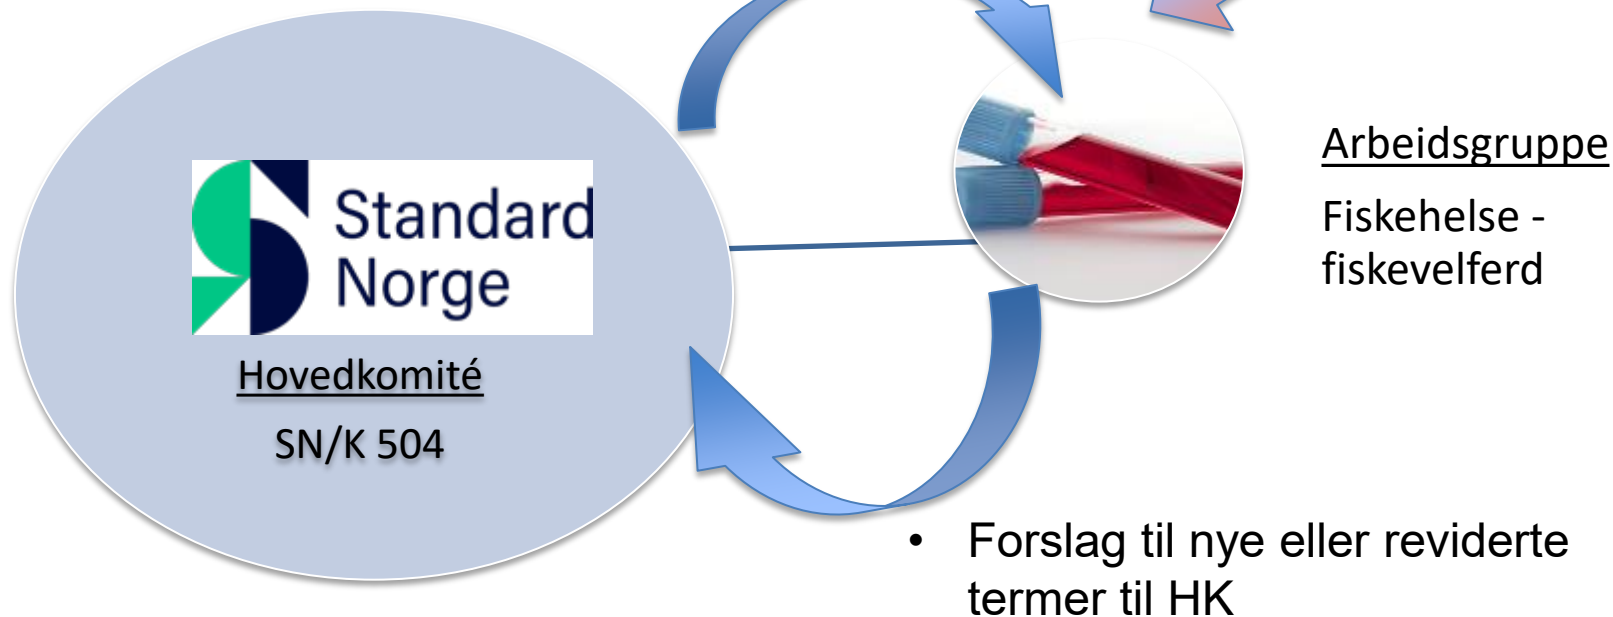 Standard
Norge
Hovedkomité
SN/K 504
Arbeidsgruppe
Fiskehelse -
fiskevelferd
• Forslag til nye eller reviderte
termer til HK